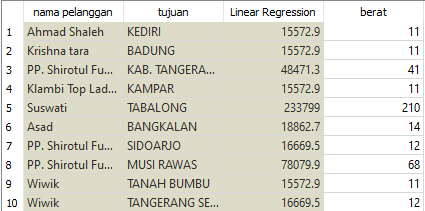 nama pelanggan tujuan Linear Regression berat
1 Ahmad Shaleh KEDIRI 15572.9 11
2 Krishna tara BADUNG 15572.9 11
3 PP. Shirotul Fu... KAB. TANGERA... 48471.3 41
4 Klambi Top Lad... KAMPAR 15572.9 11
5 Suswati TABALONG 233799 210
6 Asad BANGKALAN 18862.7 14
7 PP. Shirotul Fu... SIDOARJO 16669.5 12
8 PP. Shirotul Fu... MUSI RAWAS 78079.9 68
9 Wiwik TANAH BUMBU 15572.9 11
10 Wiwik TANGERANG SE... 16669.5 12